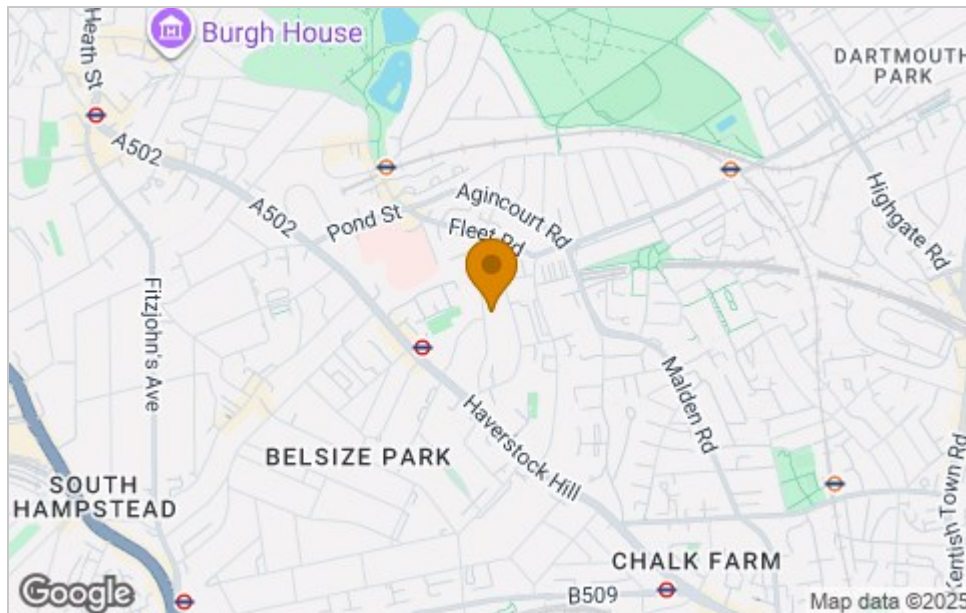 Heath St
Burgh House
DARTMOUTH
PARK
A502
A502
Pond St
Agincourt Rd
Fleet Rd
Highgate Rd
Fitzjohn's Ave
Malden Rd
Haverstock Hill
BELSIZE PARK
SOUTH
HAMPSTEAD
Kentish Town Rd
CHALK FARM
B509
Google
Map data ©2025